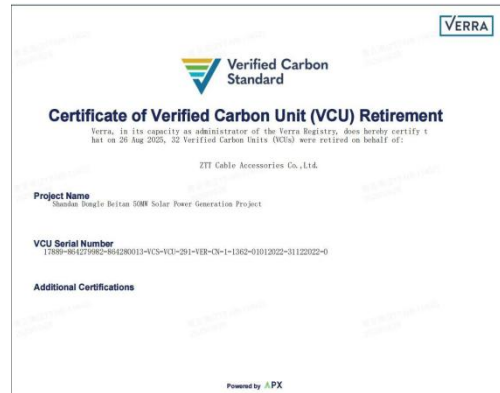 VERRA
Verified Carbon
Standard
Certificate of Verified Carbon Unit (VCU) Retirement
Verra, in its capacity as administrator of the Verra Registry, does hereby certify t
hat on 26 Aug 2025, 32 Verified Carbon Units (VCUs) were retired on behalf of:
ZTT Cable Accessories Co.,Ltd.
Project Name
Shandan Dongle Beitan 50MW Solar Power Generation Project
VCU Serial Number
17889-864279982-864280013-VCS-VCU-291-VER-CN-1-1362-01012022-31122022-0
Additional Certifications
Powered by APX